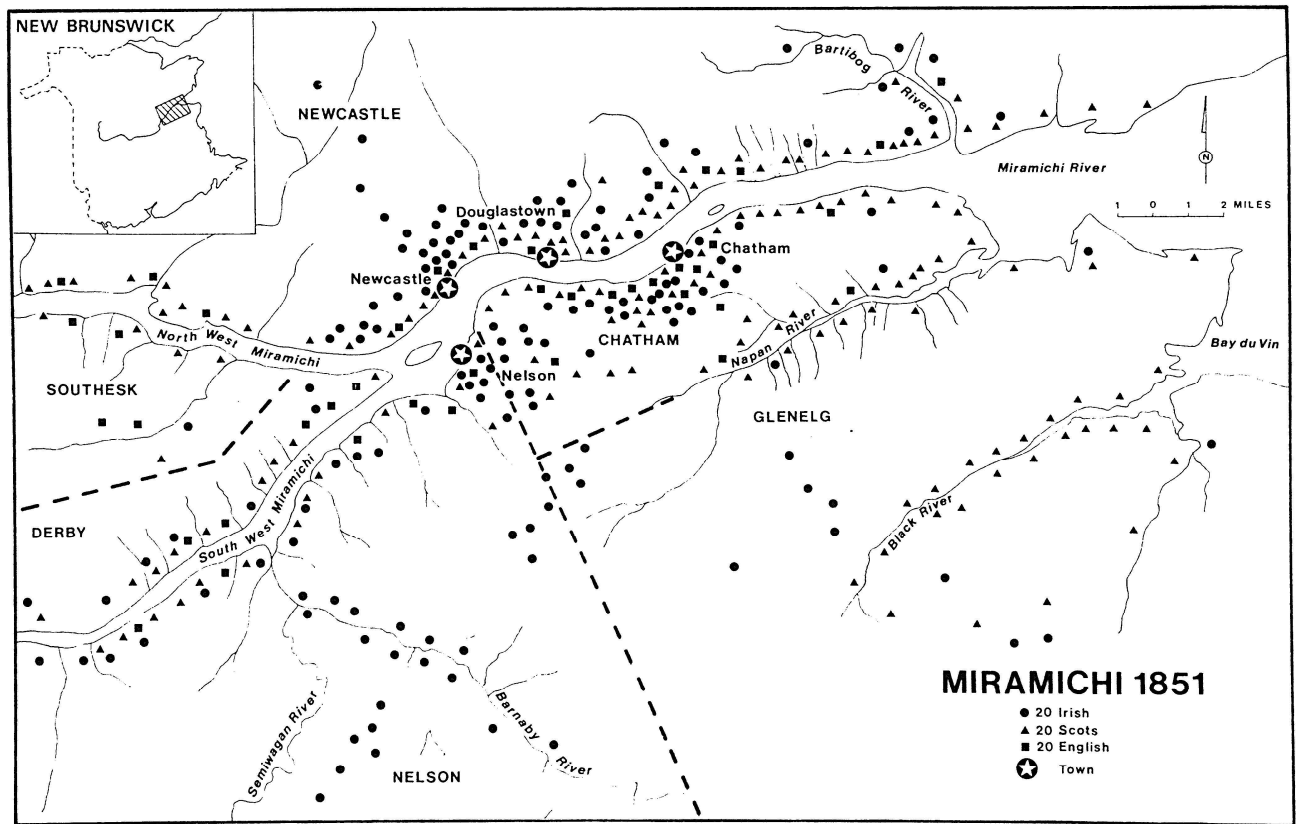 NEW BRUNSWICK
Bartibog
River
NEWCASTLE
Miramichi River
N
1 0 1 2 MILES
Douglastown
Chatham
Newcastle
North West Miramichi
CHATHAM
Napan River
Bay du Vin
Nelson
SOUTHESK
GLENELG
DERBY
South West Miramichi
Black River
Semiwagan River
Barnaby River
NELSON
MIRAMICHI 1851
20 Irish
20 Scots
20 English
Town